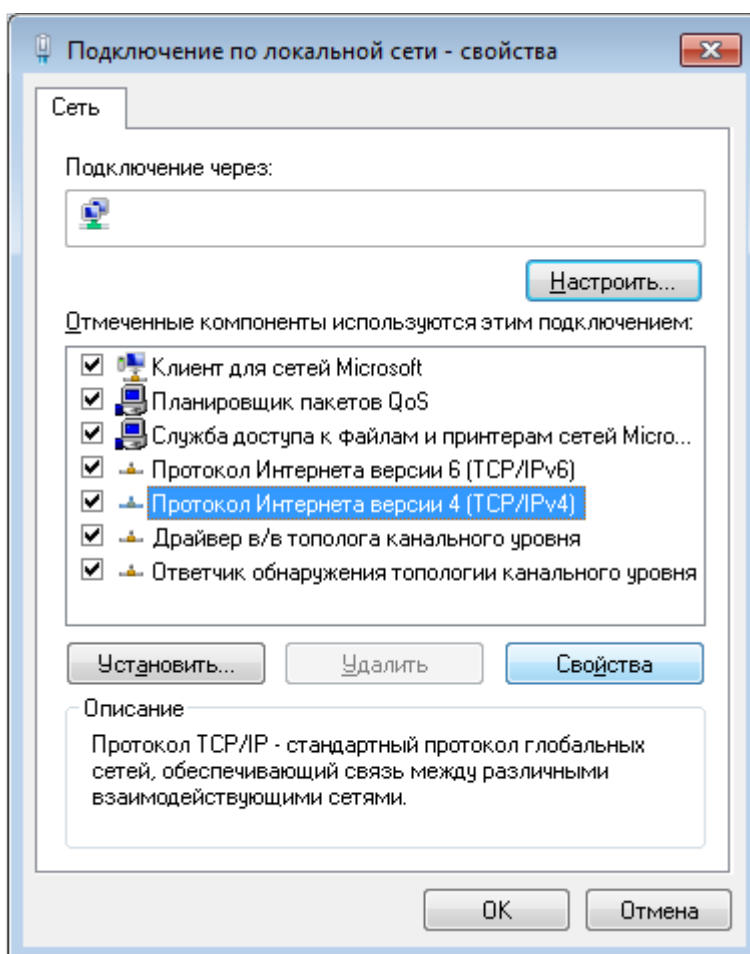 Подключение по локальной сети - свойства
Сеть
Подключение через:
Настроить...
Отмеченные компоненты используются этим подключением:
Клиент для сетей Microsoft
Планировщик пакетов QoS
Служба доступа к файлам и принтерам сетей Micro...
Протокол Интернета версии 6 (TCP/IPv6)
Протокол Интернета версии 4 (TCP/IPv4)
Драйвер в/в тополога канального уровня
Ответчик обнаружения топологии канального уровня
Установить...
Удалить
Свойства
Описание
Протокол TCP/IP - стандартный протокол глобальных
сетей, обеспечивающий связь между различными
взаимодействующими сетями.
OK
Отмена